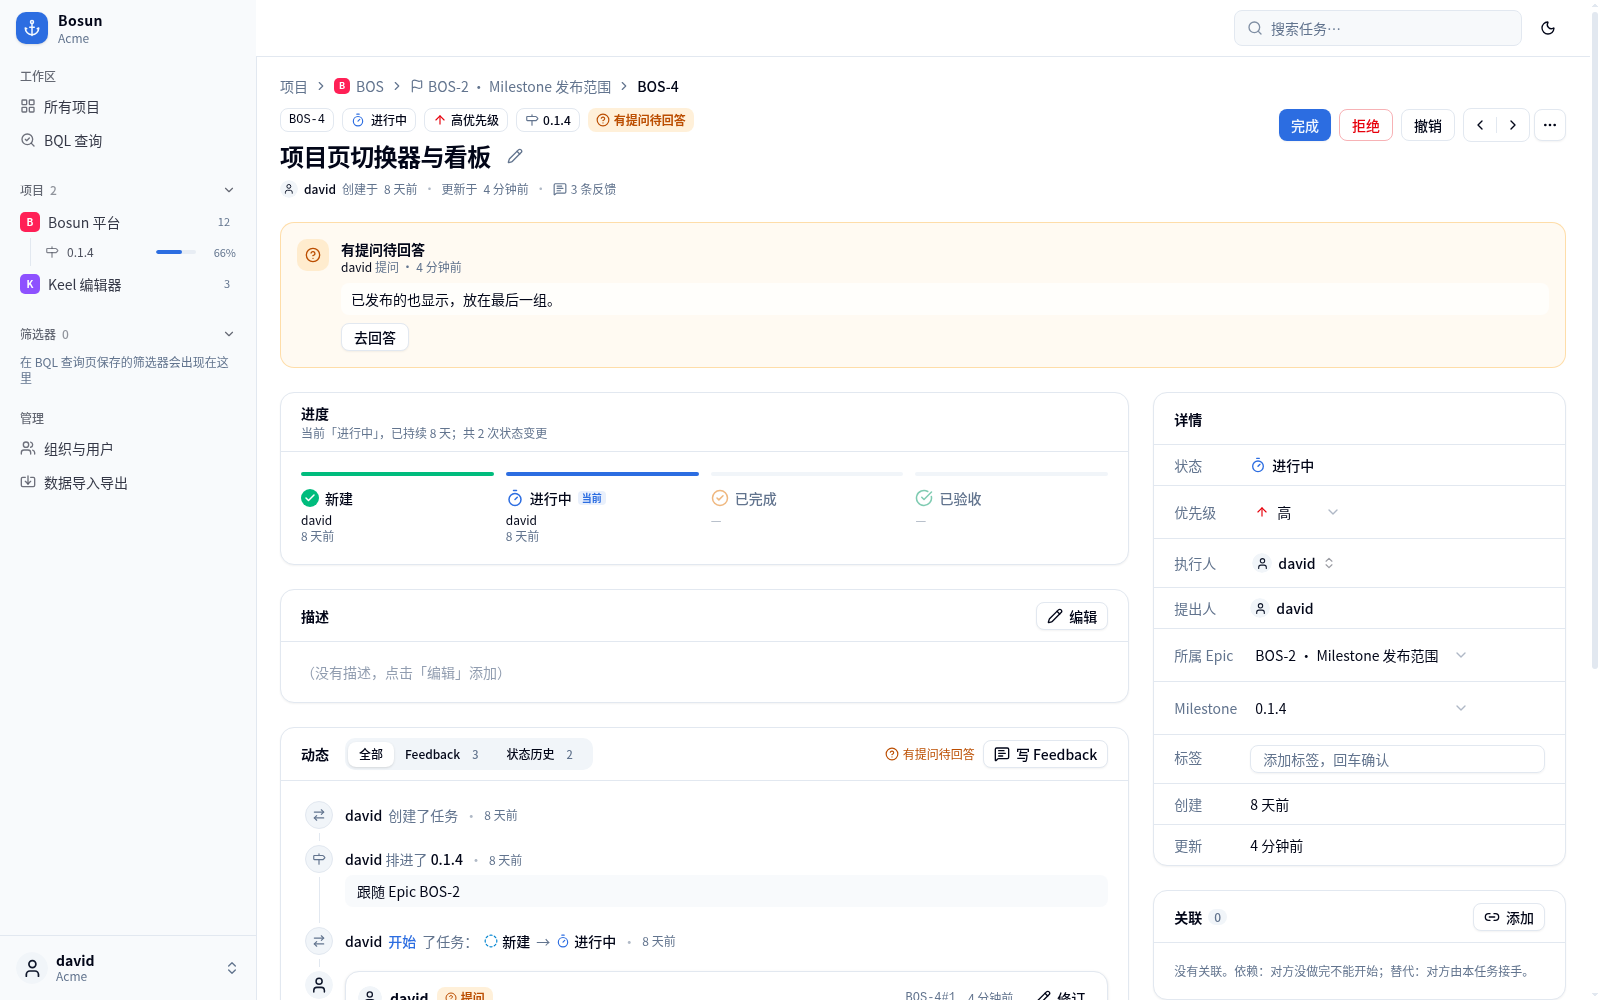 Bosun
Acme
工作区
所有项目
BQL 查询
项目 2
B Bosun 平台 12
0.1.4 66%
K Keel 编辑器 3
筛选器 0
在 BQL 查询页保存的筛选器会出现在这
里
管理
组织与用户
数据导入导出
david
Acme
搜索任务…
项目 B BOS BOS-2 • Milestone 发布范围 BOS-4
BOS-4 进行中 高优先级 0.1.4 有提问待回答
完成 拒绝 撤销
项目页切换器与看板
david 创建于 8 天前 • 更新于 4 分钟前 • 3 条反馈
有提问待回答
david 提问 • 4 分钟前
已发布的也显示，放在最后一组。
去回答
进度
当前「进行中」，已持续 8 天；共 2 次状态变更
新建 进行中 当前 已完成 已验收
david david — —
8 天前 8 天前
描述 编辑
（没有描述，点击「编辑」添加）
动态 全部 Feedback 3 状态历史 2 有提问待回答 写 Feedback
david 创建了任务 • 8 天前
david 排进了 0.1.4 • 8 天前
跟随 Epic BOS-2
david 开始 了任务： 新建 → 进行中 • 8 天前
david 提问 BOS-4#1 4 分钟前 修订
详情
状态 进行中
优先级 高
执行人 david
提出人 david
所属 Epic BOS-2 • Milestone 发布范围
Milestone 0.1.4
标签 添加标签，回车确认
创建 8 天前
更新 4 分钟前
关联 0 添加
没有关联。依赖：对方没做完不能开始；替代：对方由本任务接手。